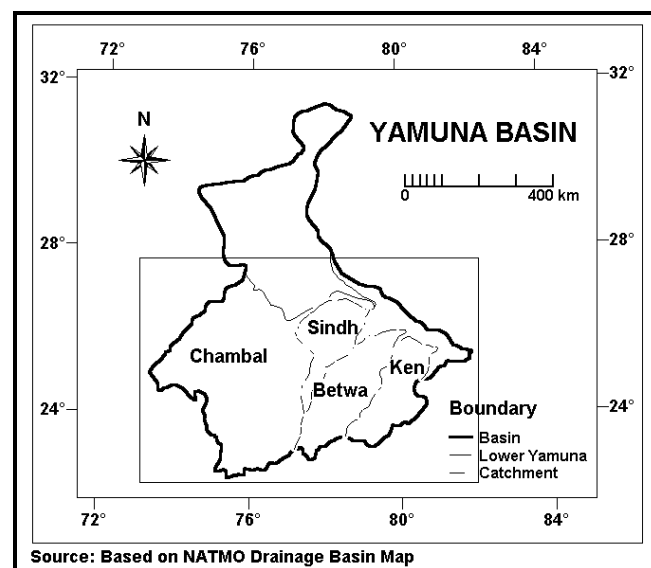 72° 76° 80° 84°
32° 32°
N
YAMUNA BASIN
0 400 km
28° 28°
Sindh
Chambal
Ken
Betwa
24° 24°
Boundary
Basin
Lower Yamuna
Catchment
72° 76° 80° 84°
Source: Based on NATMO Drainage Basin Map